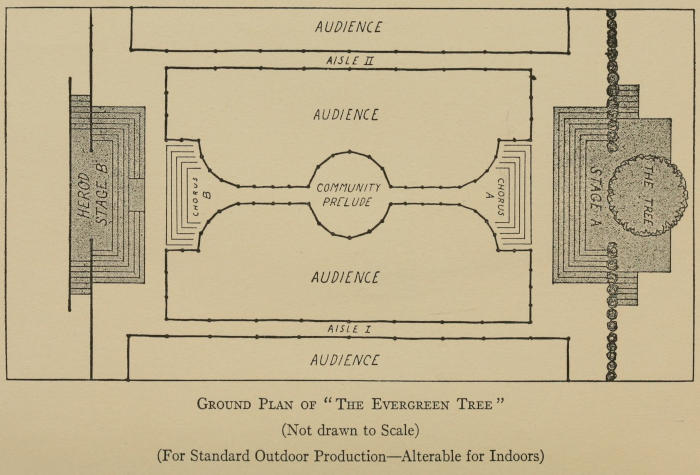 AUDIENCE
AISLE II
AUDIENCE
HEROD
STAGE B
CHORUS
B
COMMUNITY
PRELUDE
CHORUS
A
STAGE A
THE TREE
AUDIENCE
AISLE I
AUDIENCE
Ground Plan of "The Evergreen Tree"
(Not drawn to Scale)
(For Standard Outdoor Production—Alterable for Indoors)